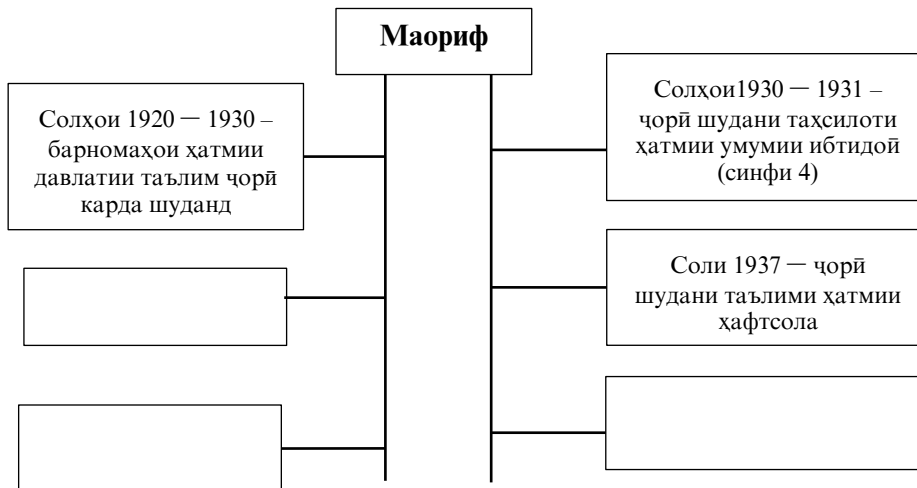 Маориф
Солҳои 1920 — 1930 –
барномаҳои ҳатмии
давлатии таълим ҷорӣ
карда шуданд
Солҳои1930 — 1931 –
ҷорӣ шудани таҳсилоти
ҳатмии умумии ибтидоӣ
(синфи 4)
Соли 1937 — ҷорӣ
шудани таълими ҳатмии
ҳафтсола